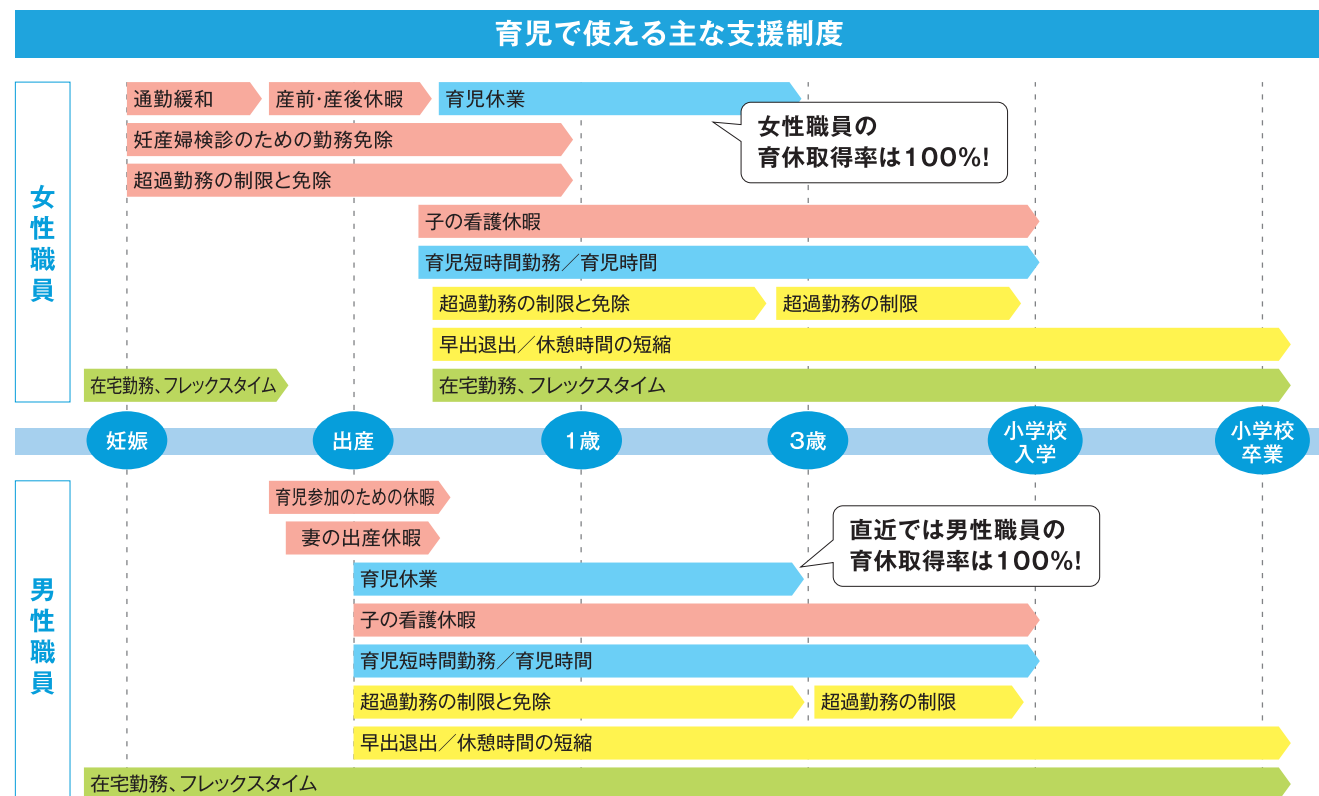 育児で使える主な支援制度
女性職員
通勤緩和
産前・産後休暇
育児休業
女性職員の
育休取得率は100%!
妊産婦検診のための勤務免除
超過勤務の制限と免除
子の看護休暇
育児短時間勤務／育児時間
超過勤務の制限と免除
超過勤務の制限
早出退出／休憩時間の短縮
在宅勤務、フレックスタイム
在宅勤務、フレックスタイム
妊娠
出産
1歳
3歳
小学校
入学
小学校
卒業
男性職員
育児参加のための休暇
妻の出産休暇
直近では男性職員の
育休取得率は100%!
育児休業
子の看護休暇
育児短時間勤務／育児時間
超過勤務の制限と免除
超過勤務の制限
早出退出／休憩時間の短縮
在宅勤務、フレックスタイム